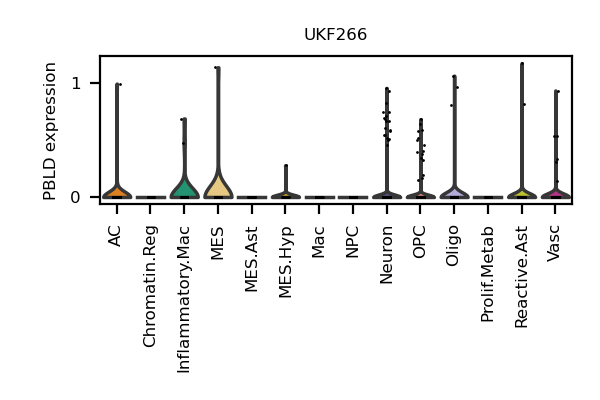 UKF266
PBLD expression
1
0
AC
Chromatin.Reg
Inflammatory.Mac
MES
MES.Ast
MES.Hyp
Mac
NPC
Neuron
OPC
Oligo
Prolif.Metab
Reactive.Ast
Vasc